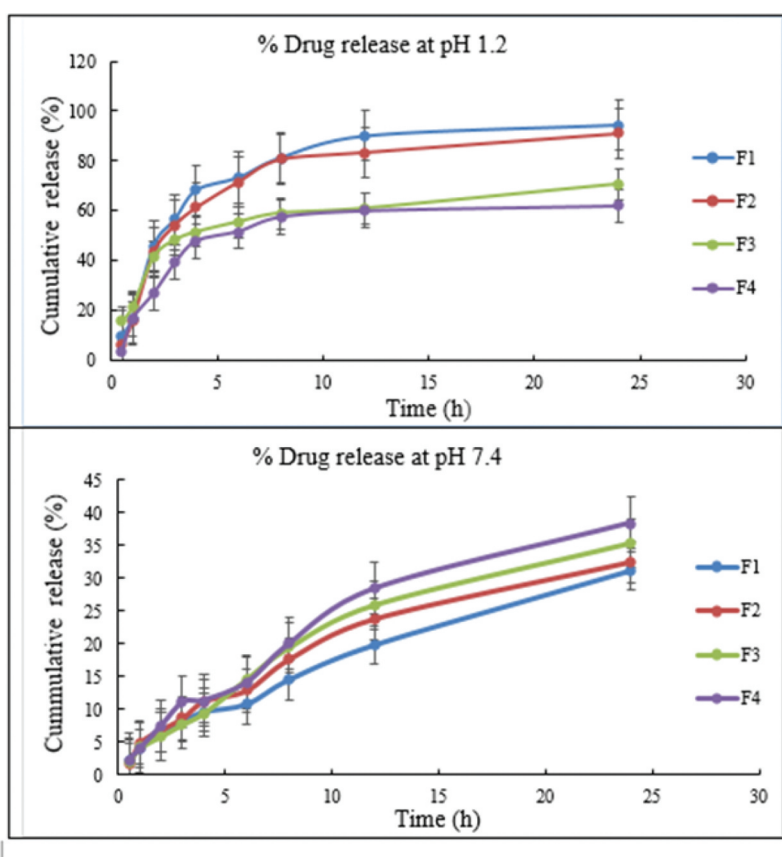 % Drug release at pH 1.2
Cumulative release (%)
120
100
80
60
40
20
0
0 5 10 15 20 25 30
Time (h)
F1
F2
F3
F4
% Drug release at pH 7.4
Cummulative release (%)
45
40
35
30
25
20
15
10
5
0
0 5 10 15 20 25 30
Time (h)
F1
F2
F3
F4